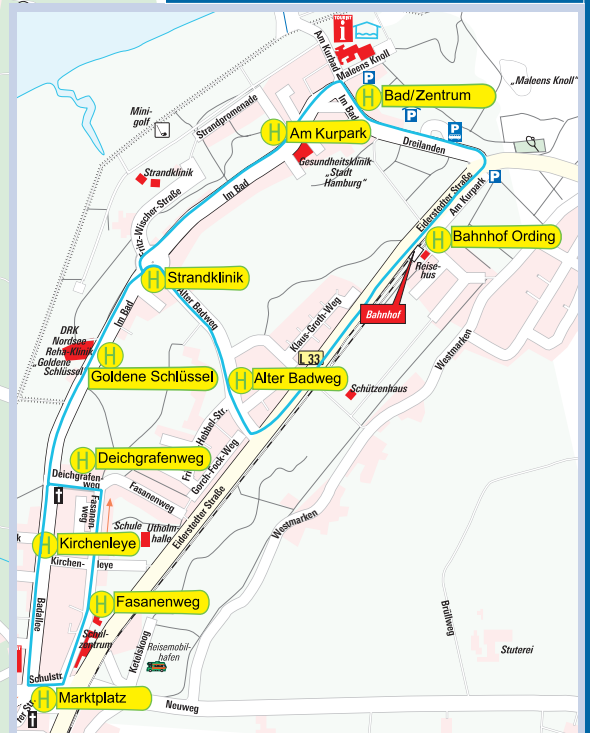 TOURIST
i
Am Kurbad
Maleens Knoll
P
H Bad/Zentrum
P
P
„Maleens Knoll"
Im Bad
Dreilanden
Mini-
golf
Strandpromenade
H Am Kurpark
Gesundheitsklinik
„Stadt
Hamburg"
Strandklinik
Im Bad
Fritz-Wischer-Straße
Eiderstedter Straße
Am Kurpark
P
H Bahnhof Ording
Reise-
hus
H Strandklinik
Alter Badweg
Im Bad
Bahnhof
Klaus-Groth-Weg
Westmarken
DRK
Nordsee
Reha-Klinik
„Goldene
Schlüssel"
H
Goldene Schlüssel
L 33
H Alter Badweg
Schützenhaus
Friedr.-Hebbel-Str.
Gorch-Fock-Weg
H Deichgrafenweg
Deichgrafen
weg
Fasanen-
weg
Fasanenweg
Eiderstedter Straße
Westmarken
Schule
Utholm-
halle
H Kirchenleye
Kirchen-
leye
Badallee
H Fasanenweg
Schul-
zentrum
Ketelskoog
Reisemobil-
hafen
Brüllweg
Stuterei
Schulstr.
H Marktplatz
Neuweg